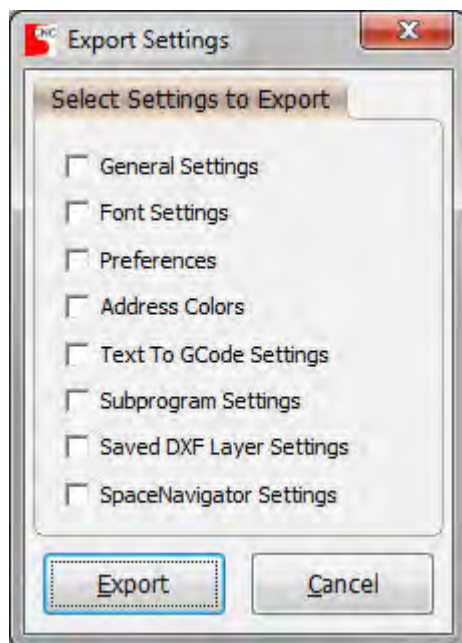 CNC
Export Settings
Select Settings to Export
General Settings
Font Settings
Preferences
Address Colors
Text To GCode Settings
Subprogram Settings
Saved DXF Layer Settings
SpaceNavigator Settings
Export
Cancel